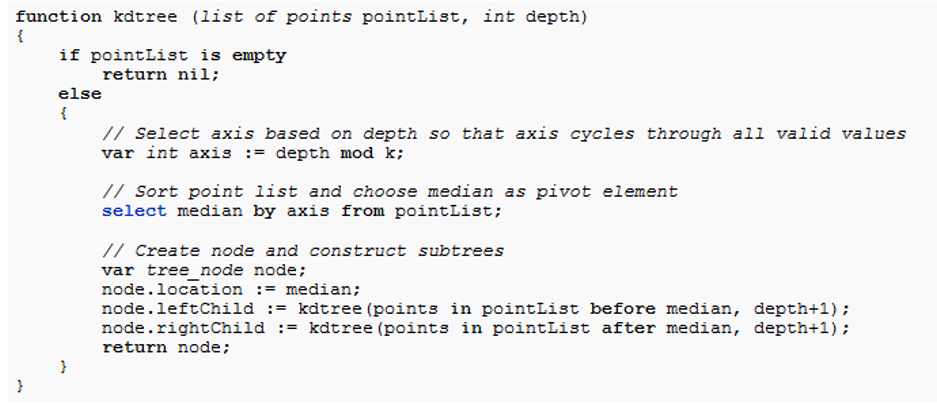 function kdtree (list of points pointList, int depth)
{
    if pointList is empty
        return nil;
    else
    {
        // Select axis based on depth so that axis cycles through all valid values
        var int axis := depth mod k;

        // Sort point list and choose median as pivot element
        select median by axis from pointList;

        // Create node and construct subtrees
        var tree_node node;
        node.location := median;
        node.leftChild := kdtree(points in pointList before median, depth+1);
        node.rightChild := kdtree(points in pointList after median, depth+1);
        return node;
    }
}